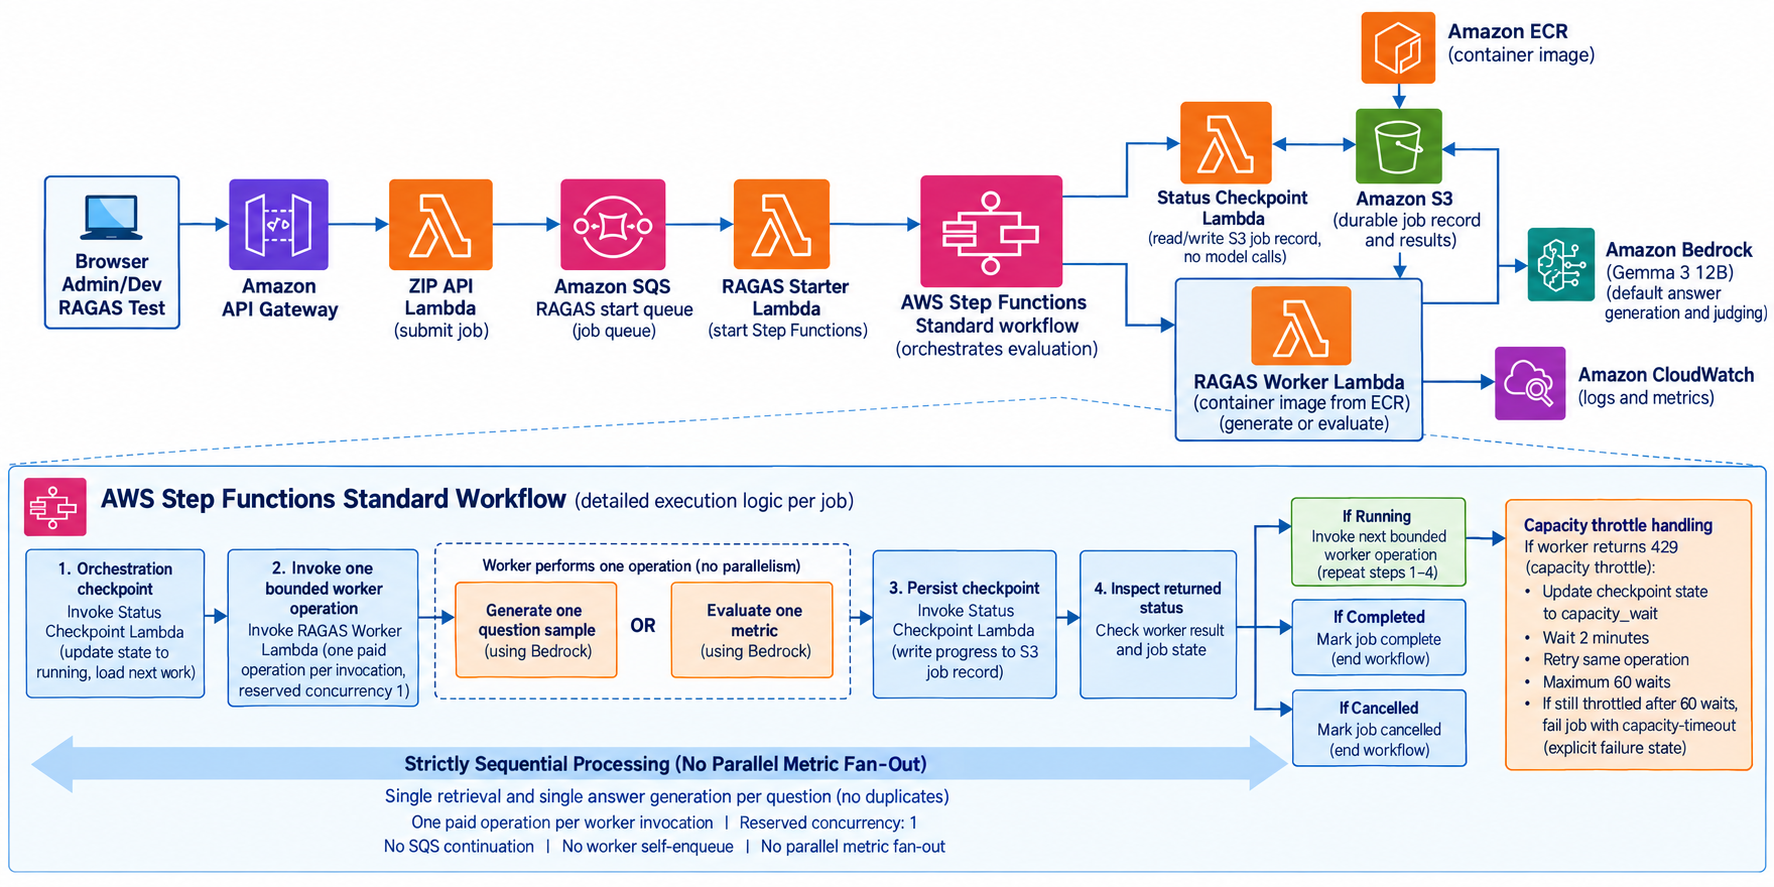 Amazon ECR
(container image)
Browser
Admin/Dev
RAGAS Test
Amazon
API Gateway
ZIP API
Lambda
(submit job)
Amazon SQS
RAGAS start queue
(job queue)
RAGAS Starter
Lambda
(start Step Functions)
AWS Step Functions
Standard workflow
(orchestrates evaluation)
Status Checkpoint
Lambda
(read/write S3 job record,
no model calls)
Amazon S3
(durable job record
and results)
Amazon Bedrock
(Gemma 3 12B)
(default answer
generation and judging)
RAGAS Worker Lambda
(container image from ECR)
(generate or evaluate)
Amazon CloudWatch
(logs and metrics)
AWS Step Functions Standard Workflow (detailed execution logic per job)
1. Orchestration
checkpoint
Invoke Status
Checkpoint Lambda
(update state to
running, load next work)
2. Invoke one
bounded worker
operation
Invoke RAGAS Worker
Lambda (one paid
operation per invocation,
reserved concurrency 1)
Worker performs one operation (no parallelism)
Generate one
question sample
(using Bedrock)
OR
Evaluate one
metric
(using Bedrock)
3. Persist checkpoint
Invoke Status
Checkpoint Lambda
(write progress to S3
job record)
4. Inspect returned
status
Check worker result
and job state
If Running
Invoke next bounded
worker operation
(repeat steps 1–4)
If Completed
Mark job complete
(end workflow)
If Cancelled
Mark job cancelled
(end workflow)
Capacity throttle handling
If worker returns 429
(capacity throttle):
• Update checkpoint state
to capacity_wait
• Wait 2 minutes
• Retry same operation
• Maximum 60 waits
• If still throttled after 60 waits,
fail job with capacity-timeout
(explicit failure state)
Strictly Sequential Processing (No Parallel Metric Fan-Out)
Single retrieval and single answer generation per question (no duplicates)
One paid operation per worker invocation | Reserved concurrency: 1
No SQS continuation | No worker self-enqueue | No parallel metric fan-out